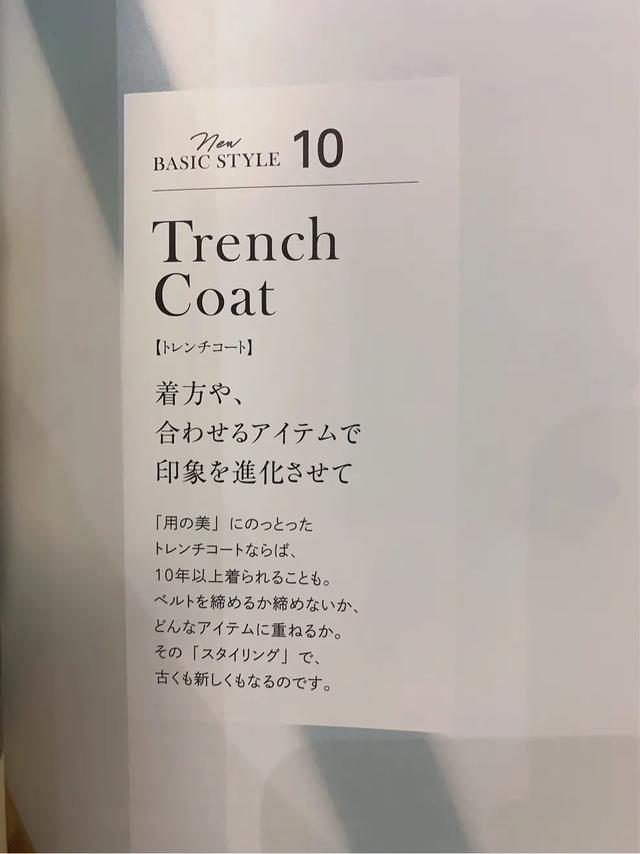 New
BASIC STYLE 10
Trench
Coat
【トレンチコート】
着方や、
合わせるアイテムで
印象を進化させて
「用の美」にのっとった
トレンチコートならば、
10年以上着られることも。
ベルトを締めるか締めないか、
どんなアイテムに重ねるか。
その「スタイリング」で、
古くも新しくもなるのです。